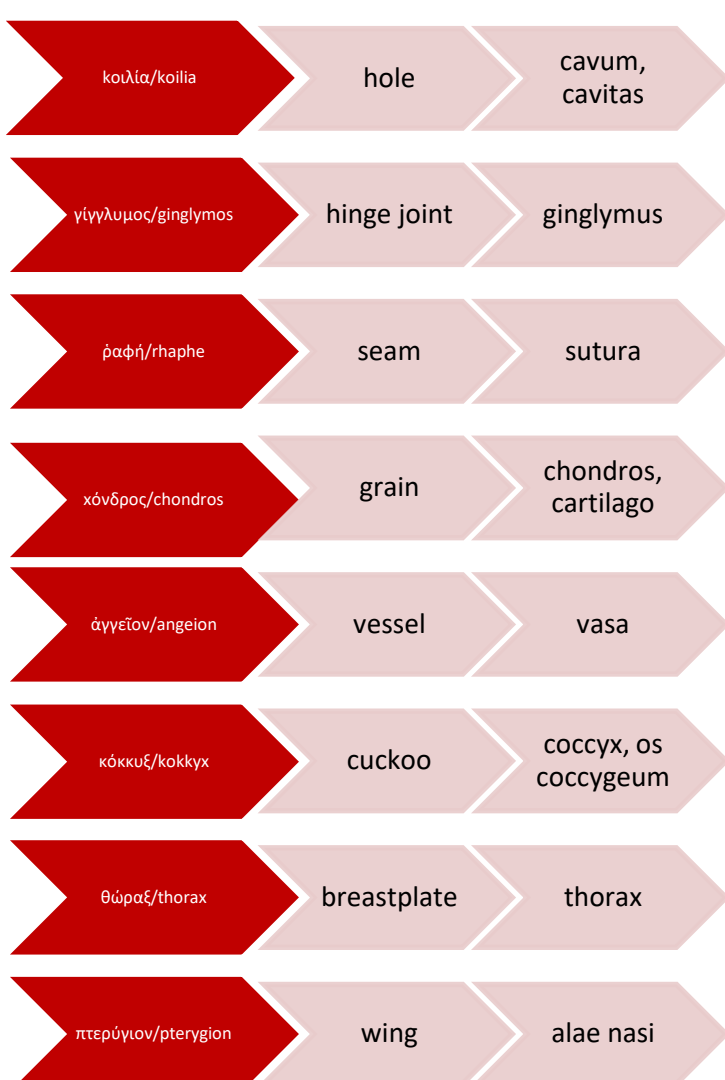 κοιλία/koilia
hole
cavum,
cavitas
γίγγλυμος/ginglymos
hinge joint
ginglymus
ῥαφή/rhaphe
seam
sutura
χόνδρος/chondros
grain
chondros,
cartilago
ἀγγεῖον/angeion
vessel
vasa
κόκκυξ/kokkyx
cuckoo
coccyx, os
coccygeum
θώραξ/thorax
breastplate
thorax
πτερύγιον/pterygion
wing
alae nasi